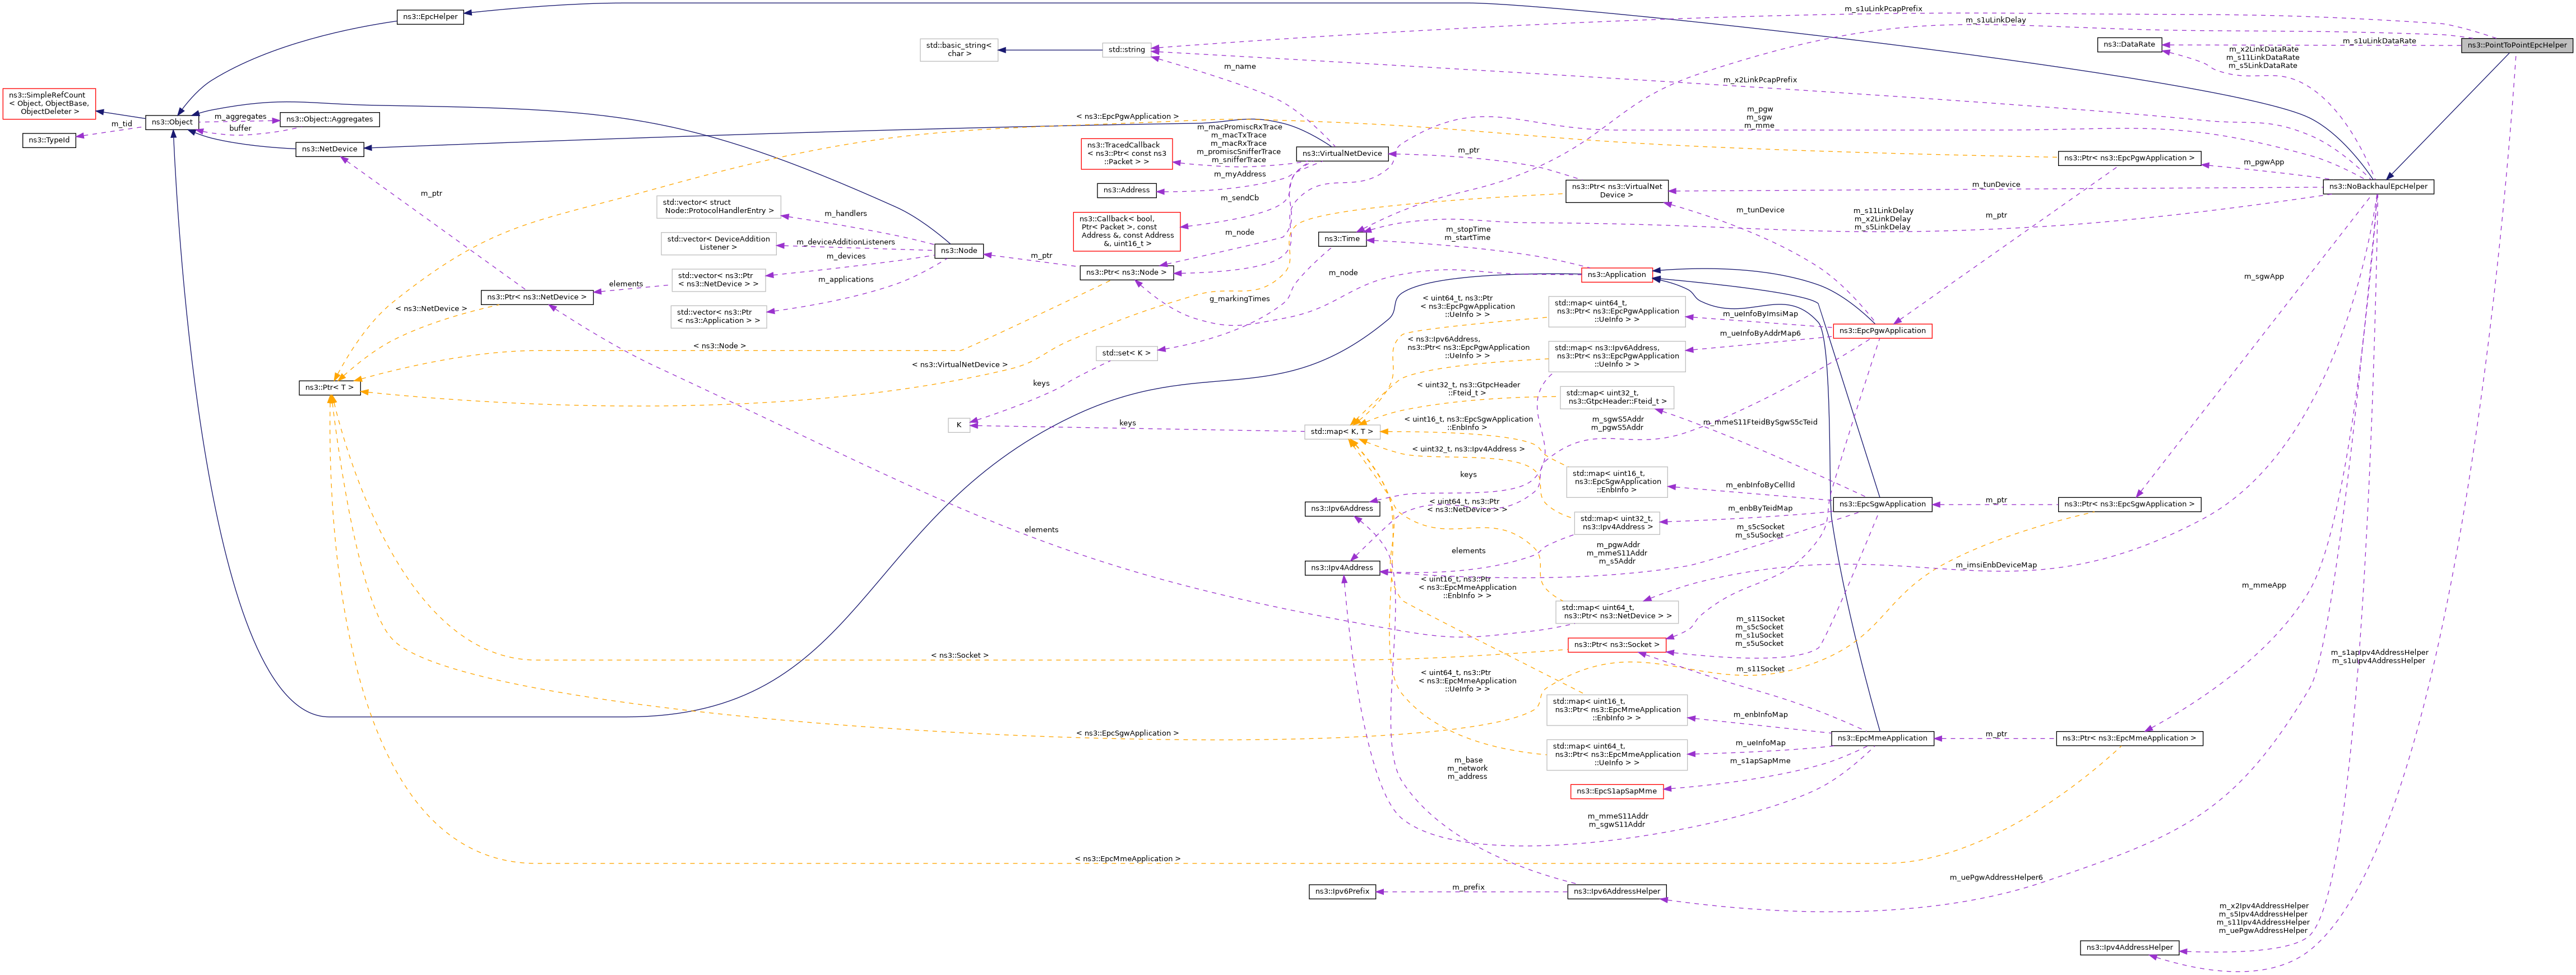 m_s1uLinkPcapPrefix
ns3::EpcHelper
m_s1uLinkDelay
std::basic_string<
char >
std::string
ns3::DataRate
m_s1uLinkDataRate
ns3::PointToPointEpcHelper
m_x2LinkDataRate
m_s11LinkDataRate
m_s5LinkDataRate
m_name
m_x2LinkPcapPrefix
ns3::SimpleRefCount
< Object, ObjectBase,
ObjectDeleter >
m_pgw
m_sgw
m_mme
ns3::Object
m_aggregates
buffer
ns3::Object::Aggregates
< ns3::EpcPgwApplication >
m_tid
ns3::TypeId
ns3::NetDevice
m_macPromiscRxTrace
m_macTxTrace
m_macRxTrace
m_promiscSnifferTrace
m_snifferTrace
ns3::TracedCallback
< ns3::Ptr< const ns3
::Packet > >
ns3::VirtualNetDevice
m_ptr
ns3::Ptr< ns3::EpcPgwApplication >
m_pgwApp
m_myAddress
ns3::Address
m_ptr
ns3::Ptr< ns3::VirtualNet
Device >
m_tunDevice
ns3::NoBackhaulEpcHelper
std::vector< struct
Node::ProtocolHandlerEntry >
m_handlers
m_sendCb
ns3::Callback< bool,
Ptr< Packet >, const
Address &, const Address
&, uint16_t >
m_tunDevice
m_s11LinkDelay
m_x2LinkDelay
m_s5LinkDelay
m_ptr
std::vector< DeviceAddition
Listener >
m_deviceAdditionListeners
ns3::Node
m_node
ns3::Time
m_stopTime
m_startTime
m_devices
m_ptr
std::vector< ns3::Ptr
< ns3::NetDevice > >
ns3::Ptr< ns3::Node >
m_node
ns3::Application
m_sgwApp
elements
m_applications
ns3::Ptr< ns3::NetDevice >
g_markingTimes
< uint64_t, ns3::Ptr
< ns3::EpcPgwApplication
::UeInfo > >
std::map< uint64_t,
ns3::Ptr< ns3::EpcPgwApplication
::UeInfo > >
m_ueInfoByImsiMap
< ns3::NetDevice >
std::vector< ns3::Ptr
< ns3::Application > >
ns3::EpcPgwApplication
m_ueInfoByAddrMap6
< ns3::Node >
std::set< K >
< ns3::Ipv6Address,
ns3::Ptr< ns3::EpcPgwApplication
::UeInfo > >
std::map< ns3::Ipv6Address,
ns3::Ptr< ns3::EpcPgwApplication
::UeInfo > >
< ns3::VirtualNetDevice >
ns3::Ptr< T >
keys
< uint32_t, ns3::GtpcHeader
::Fteid_t >
std::map< uint32_t,
ns3::GtpcHeader::Fteid_t >
K
keys
std::map< K, T >
< uint16_t, ns3::EpcSgwApplication
::EnbInfo >
m_sgwS5Addr
m_pgwS5Addr
m_mmeS11FteidBySgwS5cTeid
< uint32_t, ns3::Ipv4Address >
keys
std::map< uint16_t,
ns3::EpcSgwApplication
::EnbInfo >
m_enbInfoByCellId
ns3::Ipv6Address
< uint64_t, ns3::Ptr
< ns3::NetDevice > >
m_enbByTeidMap
ns3::EpcSgwApplication
m_ptr
ns3::Ptr< ns3::EpcSgwApplication >
std::map< uint32_t,
ns3::Ipv4Address >
m_s5cSocket
m_s5uSocket
elements
elements
m_pgwAddr
m_mmeS11Addr
m_s5Addr
ns3::Ipv4Address
m_imsiEnbDeviceMap
< uint16_t, ns3::Ptr
< ns3::EpcMmeApplication
::EnbInfo > >
m_mmeApp
std::map< uint64_t,
ns3::Ptr< ns3::NetDevice > >
m_s11Socket
m_s5cSocket
m_s1uSocket
m_s5uSocket
ns3::Ptr< ns3::Socket >
< ns3::Socket >
m_s1apIpv4AddressHelper
m_s1uIpv4AddressHelper
m_s11Socket
< uint64_t, ns3::Ptr
< ns3::EpcMmeApplication
::UeInfo > >
std::map< uint16_t,
ns3::Ptr< ns3::EpcMmeApplication
::EnbInfo > >
m_enbInfoMap
< ns3::EpcSgwApplication >
ns3::EpcMmeApplication
m_ptr
ns3::Ptr< ns3::EpcMmeApplication >
std::map< uint64_t,
ns3::Ptr< ns3::EpcMmeApplication
::UeInfo > >
m_ueInfoMap
m_s1apSapMme
m_base
m_network
m_address
ns3::EpcS1apSapMme
m_mmeS11Addr
m_sgwS11Addr
< ns3::EpcMmeApplication >
m_uePgwAddressHelper6
ns3::Ipv6Prefix
m_prefix
ns3::Ipv6AddressHelper
m_x2Ipv4AddressHelper
m_s5Ipv4AddressHelper
m_s11Ipv4AddressHelper
m_uePgwAddressHelper
ns3::Ipv4AddressHelper